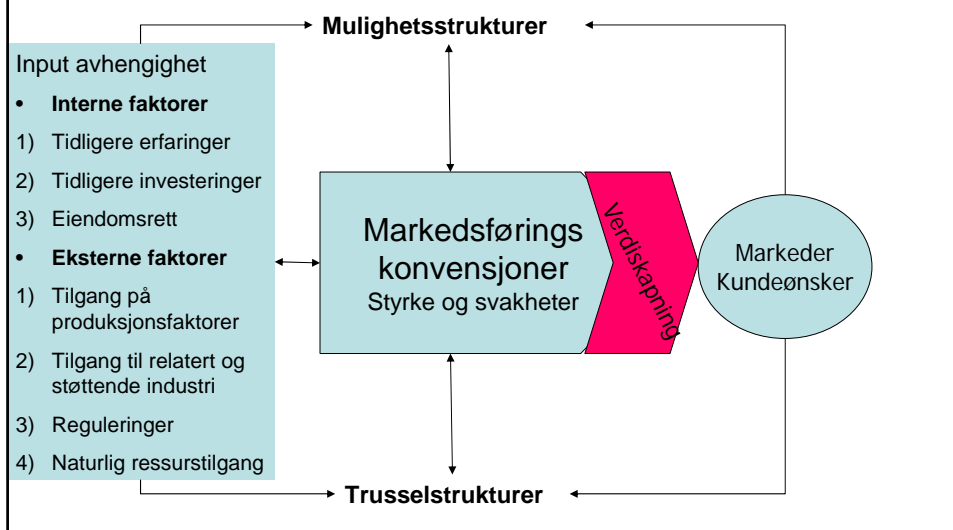 Mulighetsstrukturer
Input avhengighet
• Interne faktorer
1) Tidligere erfaringer
2) Tidligere investeringer
3) Eiendomsrett
• Eksterne faktorer
1) Tilgang på
produksjonsfaktorer
2) Tilgang til relatert og
støttende industri
3) Reguleringer
4) Naturlig ressurstilgang
Markedsførings
konvensjoner
Styrke og svakheter
Verdiskapning
Markeder
Kundeønsker
Trusselstrukturer